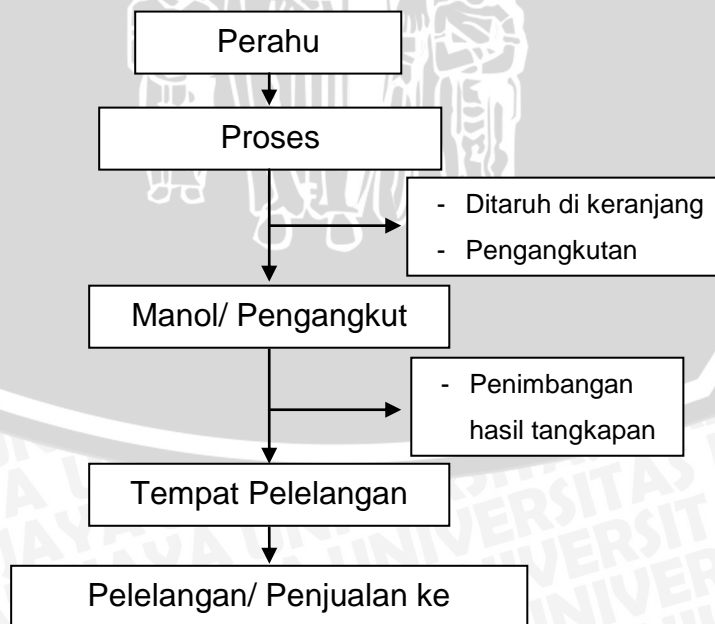 Perahu
Proses
- Ditaruh di keranjang
- Pengangkutan
Manol/ Pengangkut
- Penimbangan
hasil tangkapan
Tempat Pelelangan
Pelelangan/ Penjualan ke